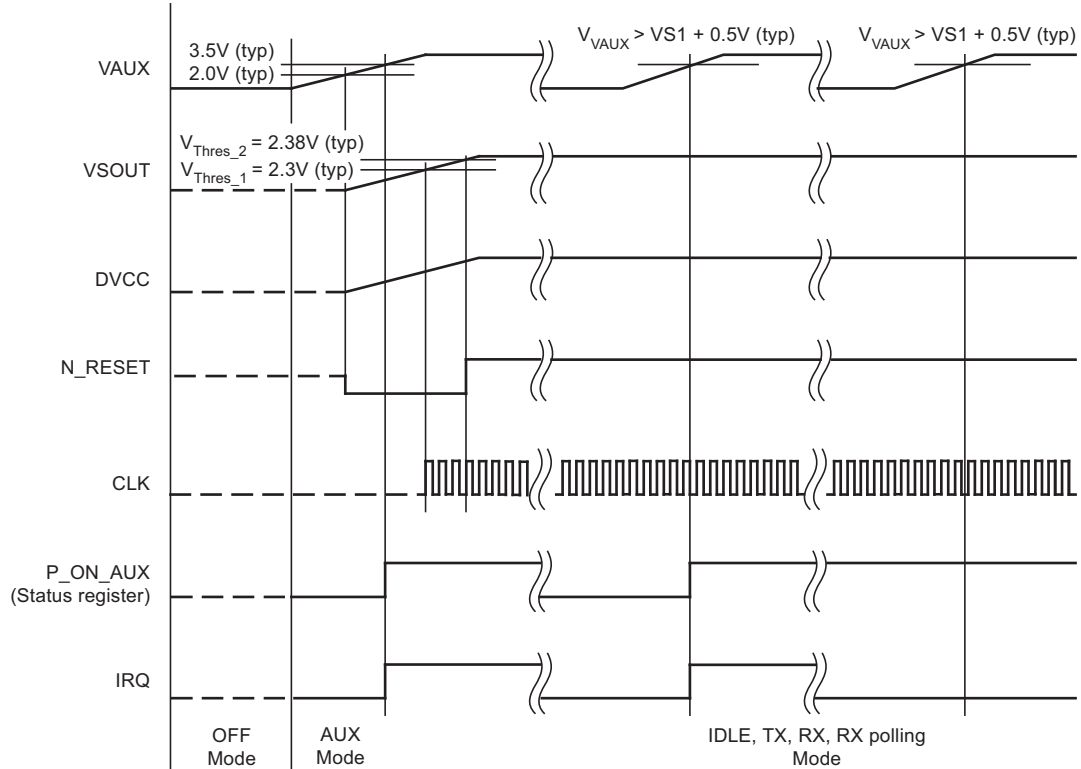 V_VAUX > VS1 + 0.5V (typ)
V_VAUX > VS1 + 0.5V (typ)
3.5V (typ)
VAUX
2.0V (typ)
V_Thres_2 = 2.38V (typ)
VSOUT
V_Thres_1 = 2.3V (typ)
DVCC
N_RESET
CLK
P_ON_AUX
(Status register)
IRQ
OFF
Mode
AUX
Mode
IDLE, TX, RX, RX polling
Mode